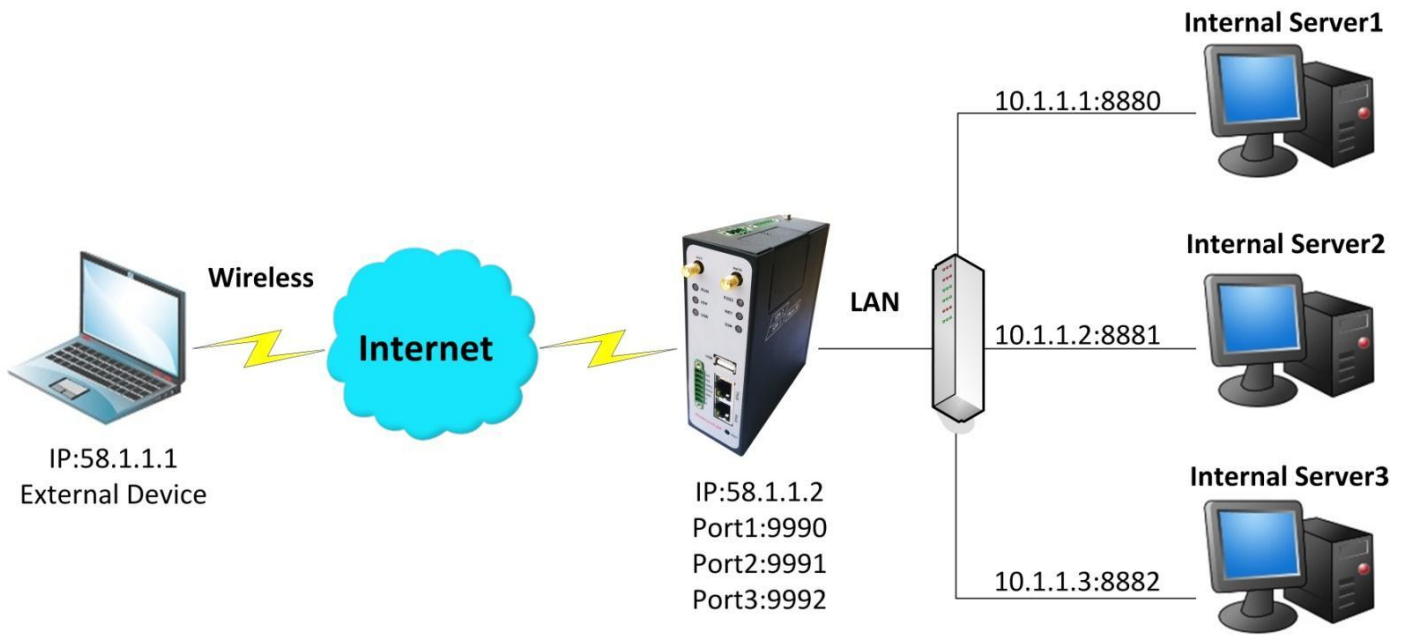 Internal Server1
10.1.1.1:8880
Wireless
Internet
LAN
Internal Server2
10.1.1.2:8881
IP:58.1.1.1
External Device
IP:58.1.1.2
Port1:9990
Port2:9991
Port3:9992
Internal Server3
10.1.1.3:8882